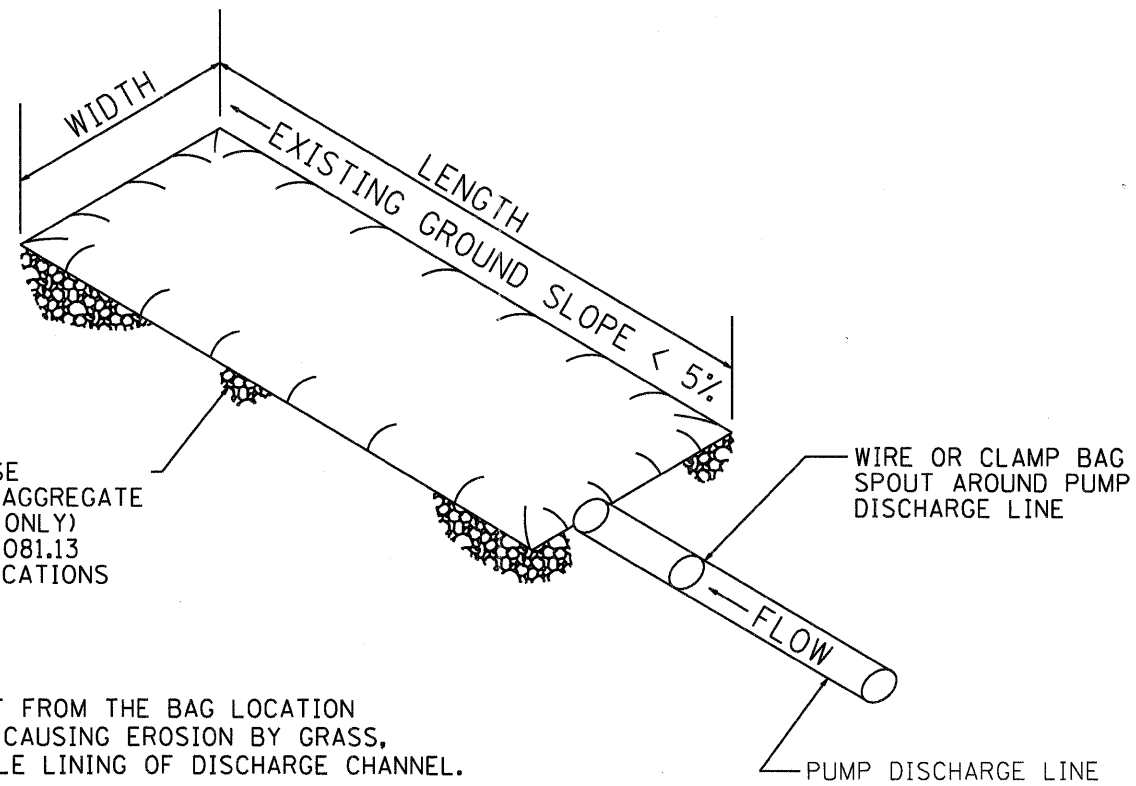 WIDTH
LENGTH
EXISTING GROUND SLOPE < 5%
SE
AGGREGATE
ONLY)
081.13
CATIONS
WIRE OR CLAMP BAG
SPOUT AROUND PUMP
DISCHARGE LINE
FLOW
T FROM THE BAG LOCATION
CAUSING EROSION BY GRASS,
LE LINING OF DISCHARGE CHANNEL.
PUMP DISCHARGE LINE